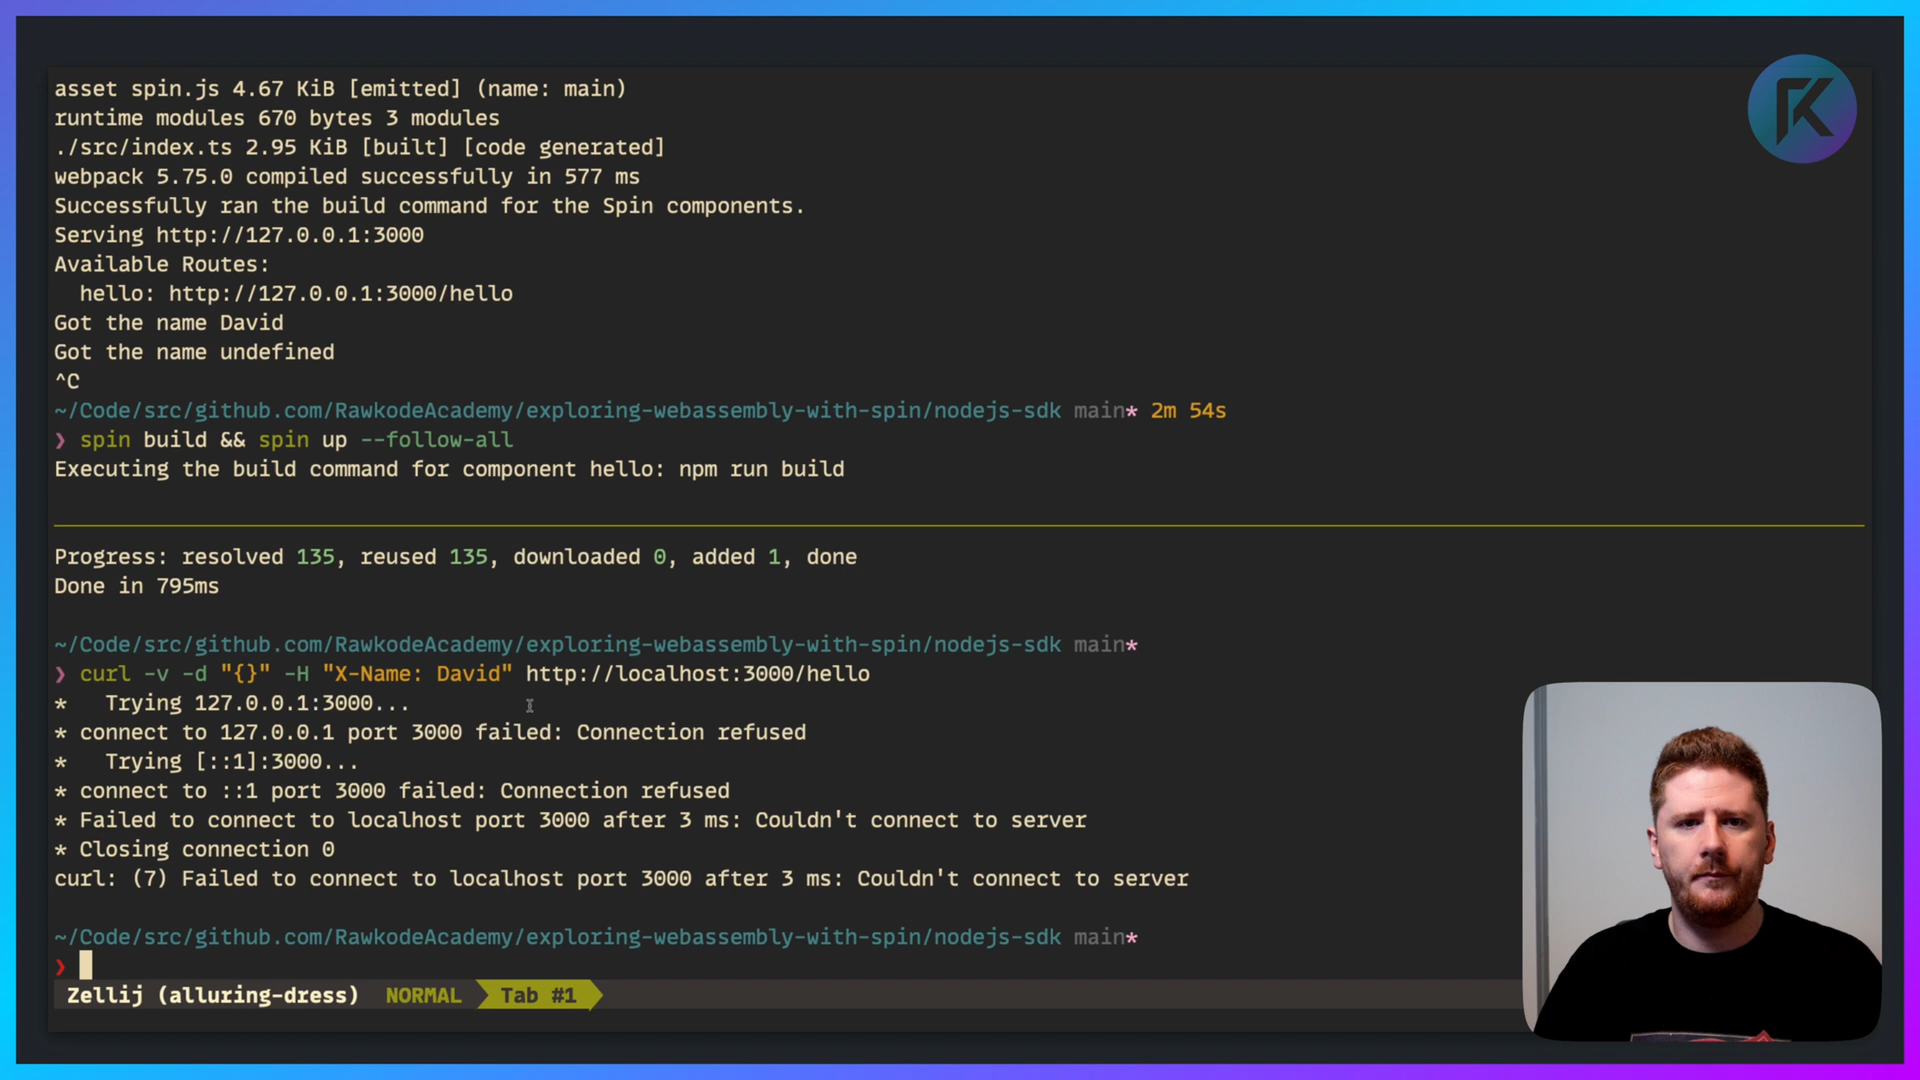 asset spin.js 4.67 KiB [emitted] (name: main)
runtime modules 670 bytes 3 modules
./src/index.ts 2.95 KiB [built] [code generated]
webpack 5.75.0 compiled successfully in 577 ms
Successfully ran the build command for the Spin components.
Serving http://127.0.0.1:3000
Available Routes:
  hello: http://127.0.0.1:3000/hello
Got the name David
Got the name undefined
^C
~/Code/src/github.com/RawkodeAcademy/exploring-webassembly-with-spin/nodejs-sdk main* 2m 54s
❯ spin build && spin up --follow-all
Executing the build command for component hello: npm run build
Progress: resolved 135, reused 135, downloaded 0, added 1, done
Done in 795ms
~/Code/src/github.com/RawkodeAcademy/exploring-webassembly-with-spin/nodejs-sdk main*
❯ curl -v -d "{}" -H "X-Name: David" http://localhost:3000/hello
*   Trying 127.0.0.1:3000...
* connect to 127.0.0.1 port 3000 failed: Connection refused
*   Trying [::1]:3000...
* connect to ::1 port 3000 failed: Connection refused
* Failed to connect to localhost port 3000 after 3 ms: Couldn't connect to server
* Closing connection 0
curl: (7) Failed to connect to localhost port 3000 after 3 ms: Couldn't connect to server
~/Code/src/github.com/RawkodeAcademy/exploring-webassembly-with-spin/nodejs-sdk main*
❯
Zellij (alluring-dress) NORMAL Tab #1